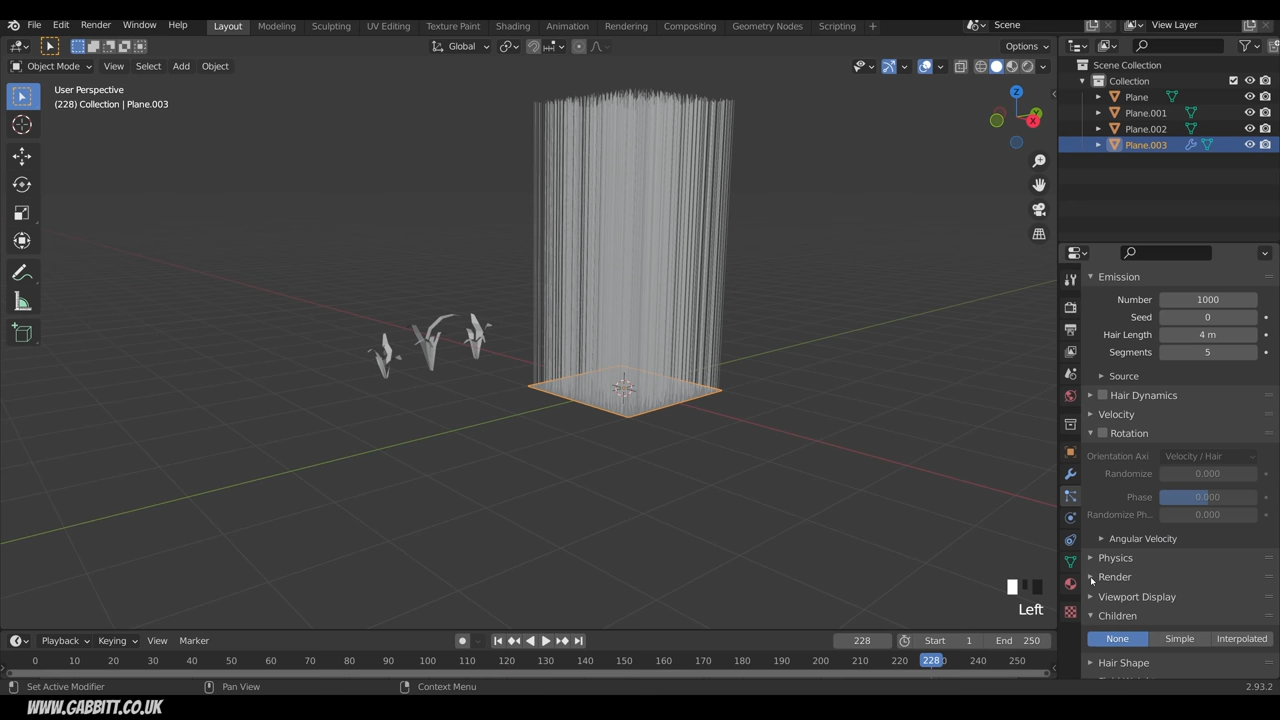 File Edit Render Window Help Layout Modeling Sculpting UV Editing Texture Paint Shading Animation Rendering Compositing Geometry Nodes Scripting + Scene View Layer
Global Options
Object Mode View Select Add Object
User Perspective
(228) Collection | Plane.003
Z
X
Scene Collection
Collection
Plane
Plane.001
Plane.002
Plane.003
Emission
Number 1000
Seed 0
Hair Length 4 m
Segments 5
Source
Hair Dynamics
Velocity
Rotation
Orientation Axi Velocity / Hair
Randomize 0.000
Phase 0.000
Randomize Ph... 0.000
Angular Velocity
Physics
Render
Viewport Display
Children
None Simple Interpolated
Hair Shape
Left
Playback Keying View Marker 228 Start 1 End 250
0 10 20 30 40 50 60 70 80 90 100 110 120 130 140 150 160 170 180 190 200 210 220 228 240 250
Set Active Modifier Pan View Context Menu 2.93.2
WWW.GABBITT.CO.UK